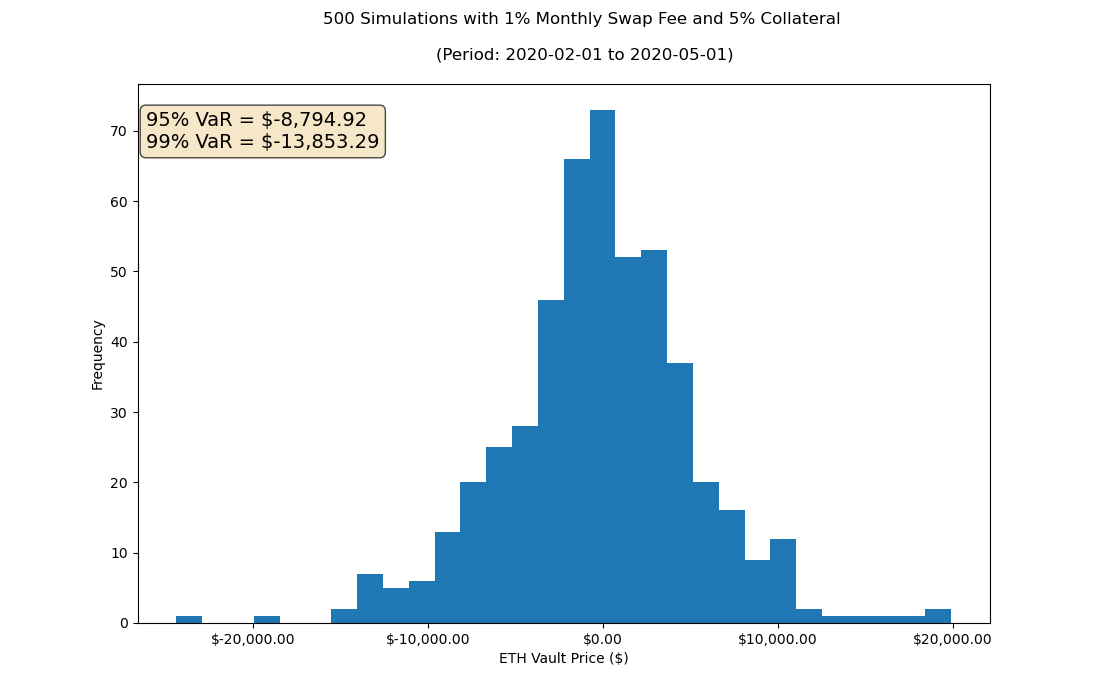 500 Simulations with 1% Monthly Swap Fee and 5% Collateral
(Period: 2020-02-01 to 2020-05-01)
95% VaR = $-8,794.92
99% VaR = $-13,853.29
70
60
50
40
30
20
10
0
Frequency
$-20,000.00
$-10,000.00
$0.00
$10,000.00
$20,000.00
ETH Vault Price ($)